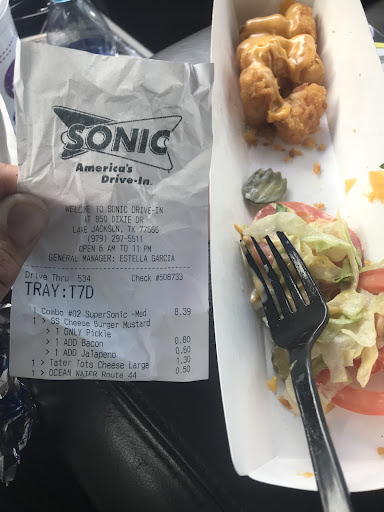 SONIC
America's
Drive-In.
WELCOME TO SONIC DRIVE-IN
AT 950 DIXIE DR
LAKE JACKSON, TX 77566
(979) 297-5511
OPEN 6 AM TO 11 PM
GENERAL MANAGER: ESTELLA GARCIA
Drive Thru 534 Check #508733
TRAY:T7D
1 Combo #02 SuperSonic -Med 8.39
1 > SS Cheese Burger Mustard
> 1 ONLY Pickle
> 1 ADD Bacon 0.80
> 1 ADD Jalapeno 0.50
1 > Tater Tots Cheese Large 1.30
1 > OCEAN WATER Route 44 0.50